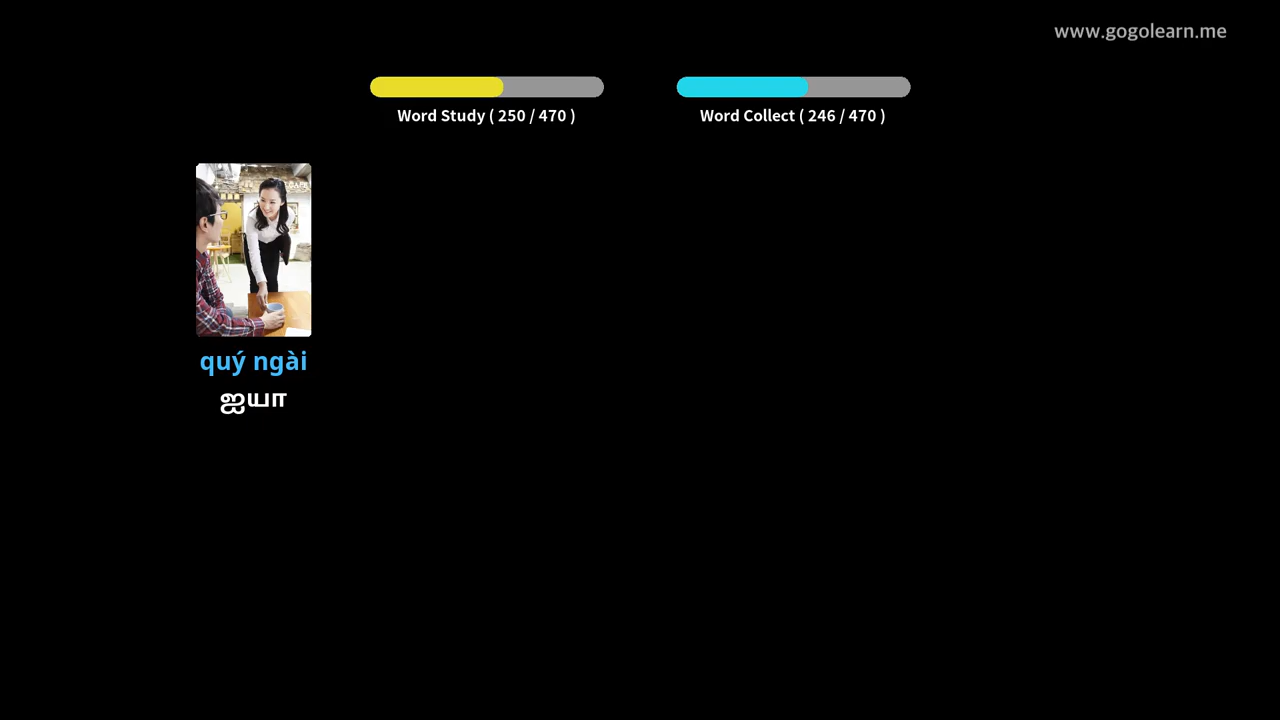 www.gogolearn.me
Word Study ( 250 / 470 )
Word Collect ( 246 / 470 )
quý ngài
ஐயா